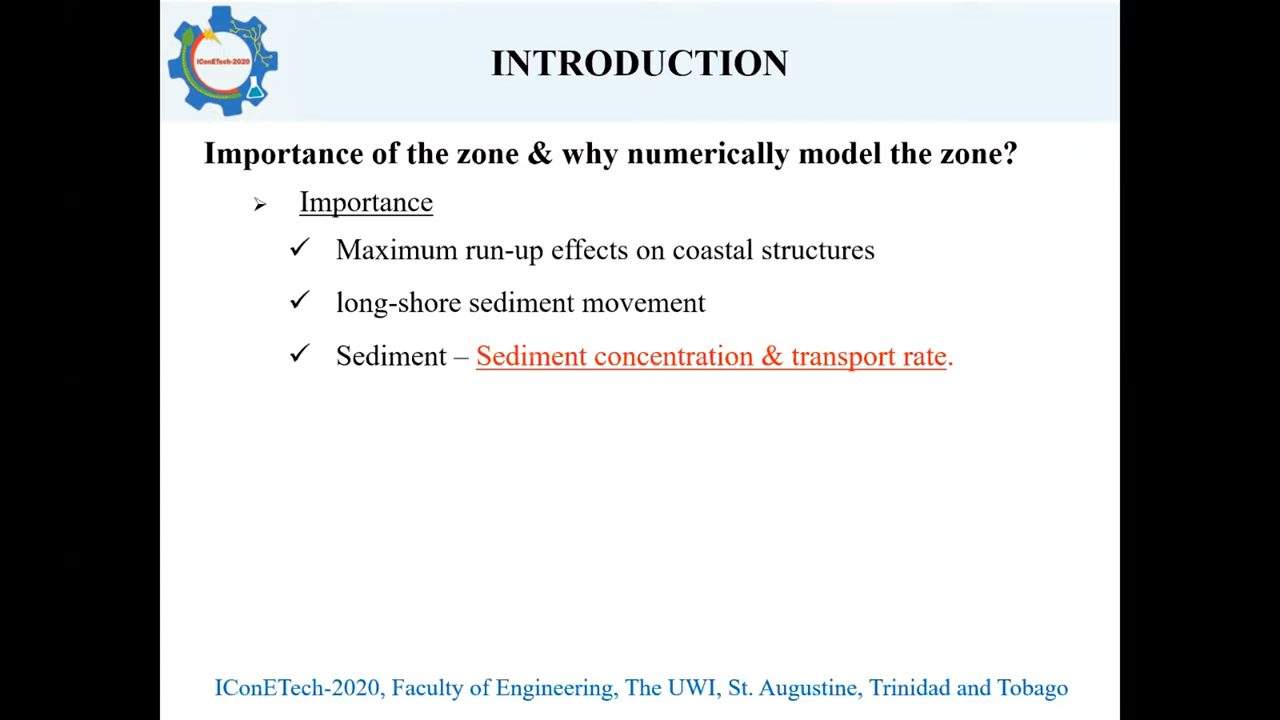 IConETech-2020
INTRODUCTION
Importance of the zone & why numerically model the zone?
Importance
Maximum run-up effects on coastal structures
long-shore sediment movement
Sediment – Sediment concentration & transport rate.
IConETech-2020, Faculty of Engineering, The UWI, St. Augustine, Trinidad and Tobago